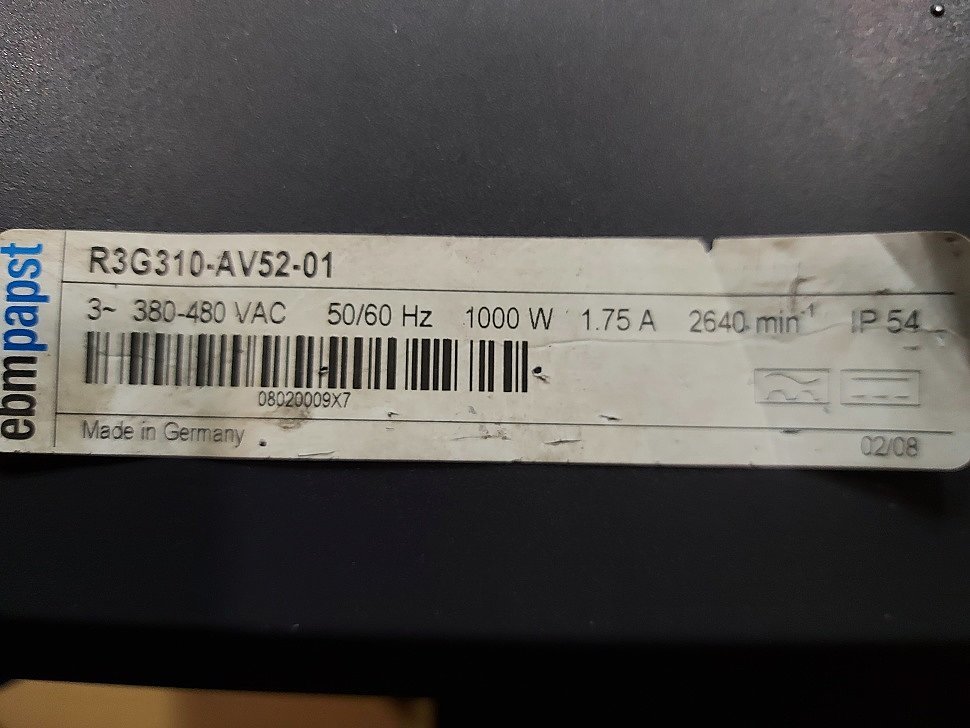 ebmpapst
R3G310-AV52-01
3~ 380-480 VAC 50/60 Hz 1000 W 1.75 A 2640 min⁻¹ IP 54
08020009X7
Made in Germany
02/08